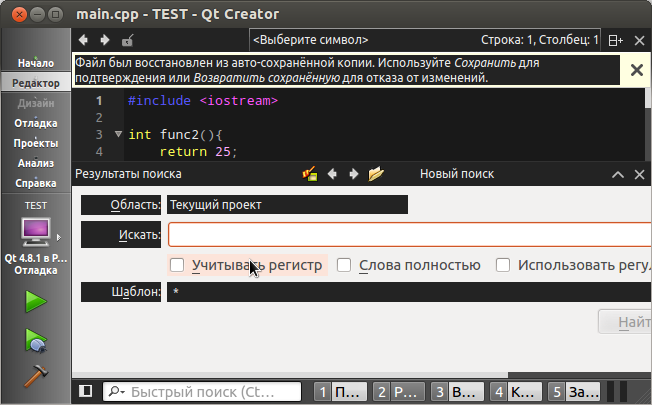 main.cpp - TEST - Qt Creator
<Выберите символ>
Строка: 1, Столбец: 1
Начало
Редактор
Дизайн
Отладка
Проекты
Анализ
Справка
TEST
Qt 4.8.1 в P...
Отладка
Файл был восстановлен из авто-сохранённой копии. Используйте Сохранить для
подтверждения или Возвратить сохранённую для отказа от изменений.
1 #include <iostream>
2
3 int func2(){
4 return 25;
Результаты поиска
Новый поиск
Область: Текущий проект
Искать:
Учитывать регистр
Слова полностью
Использовать регул
Шаблон: *
Найт
Быстрый поиск (Ct...
1 П...
2 Р...
3 В...
4 К...
5 За...